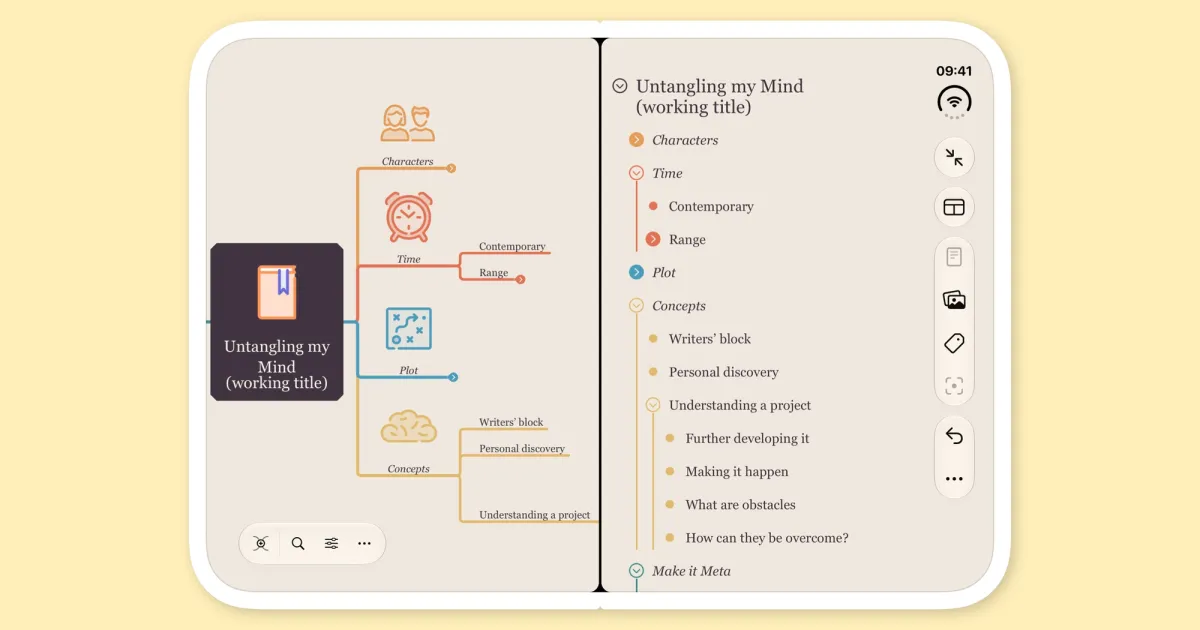 Characters
Time
Contemporary
Range
Untangling my
Mind
(working title)
Plot
Concepts
Writers’ block
Personal discovery
Understanding a project
Untangling my Mind
(working title)
Characters
Time
Contemporary
Range
Plot
Concepts
Writers’ block
Personal discovery
Understanding a project
Further developing it
Making it happen
What are obstacles
How can they be overcome?
Make it Meta
09:41